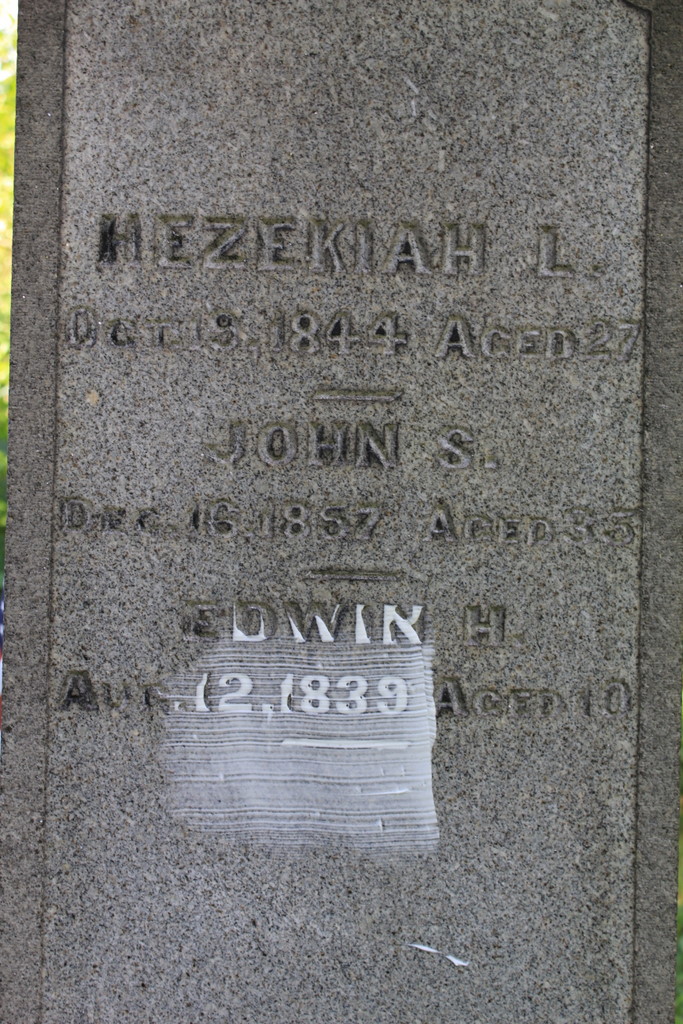 HEZEKIAH L.
OCT 13, 1844 AGED 27
JOHN S.
DEC. 16, 1857 AGED 35
EDWIN H.
AUG. 12, 1839 AGED 10